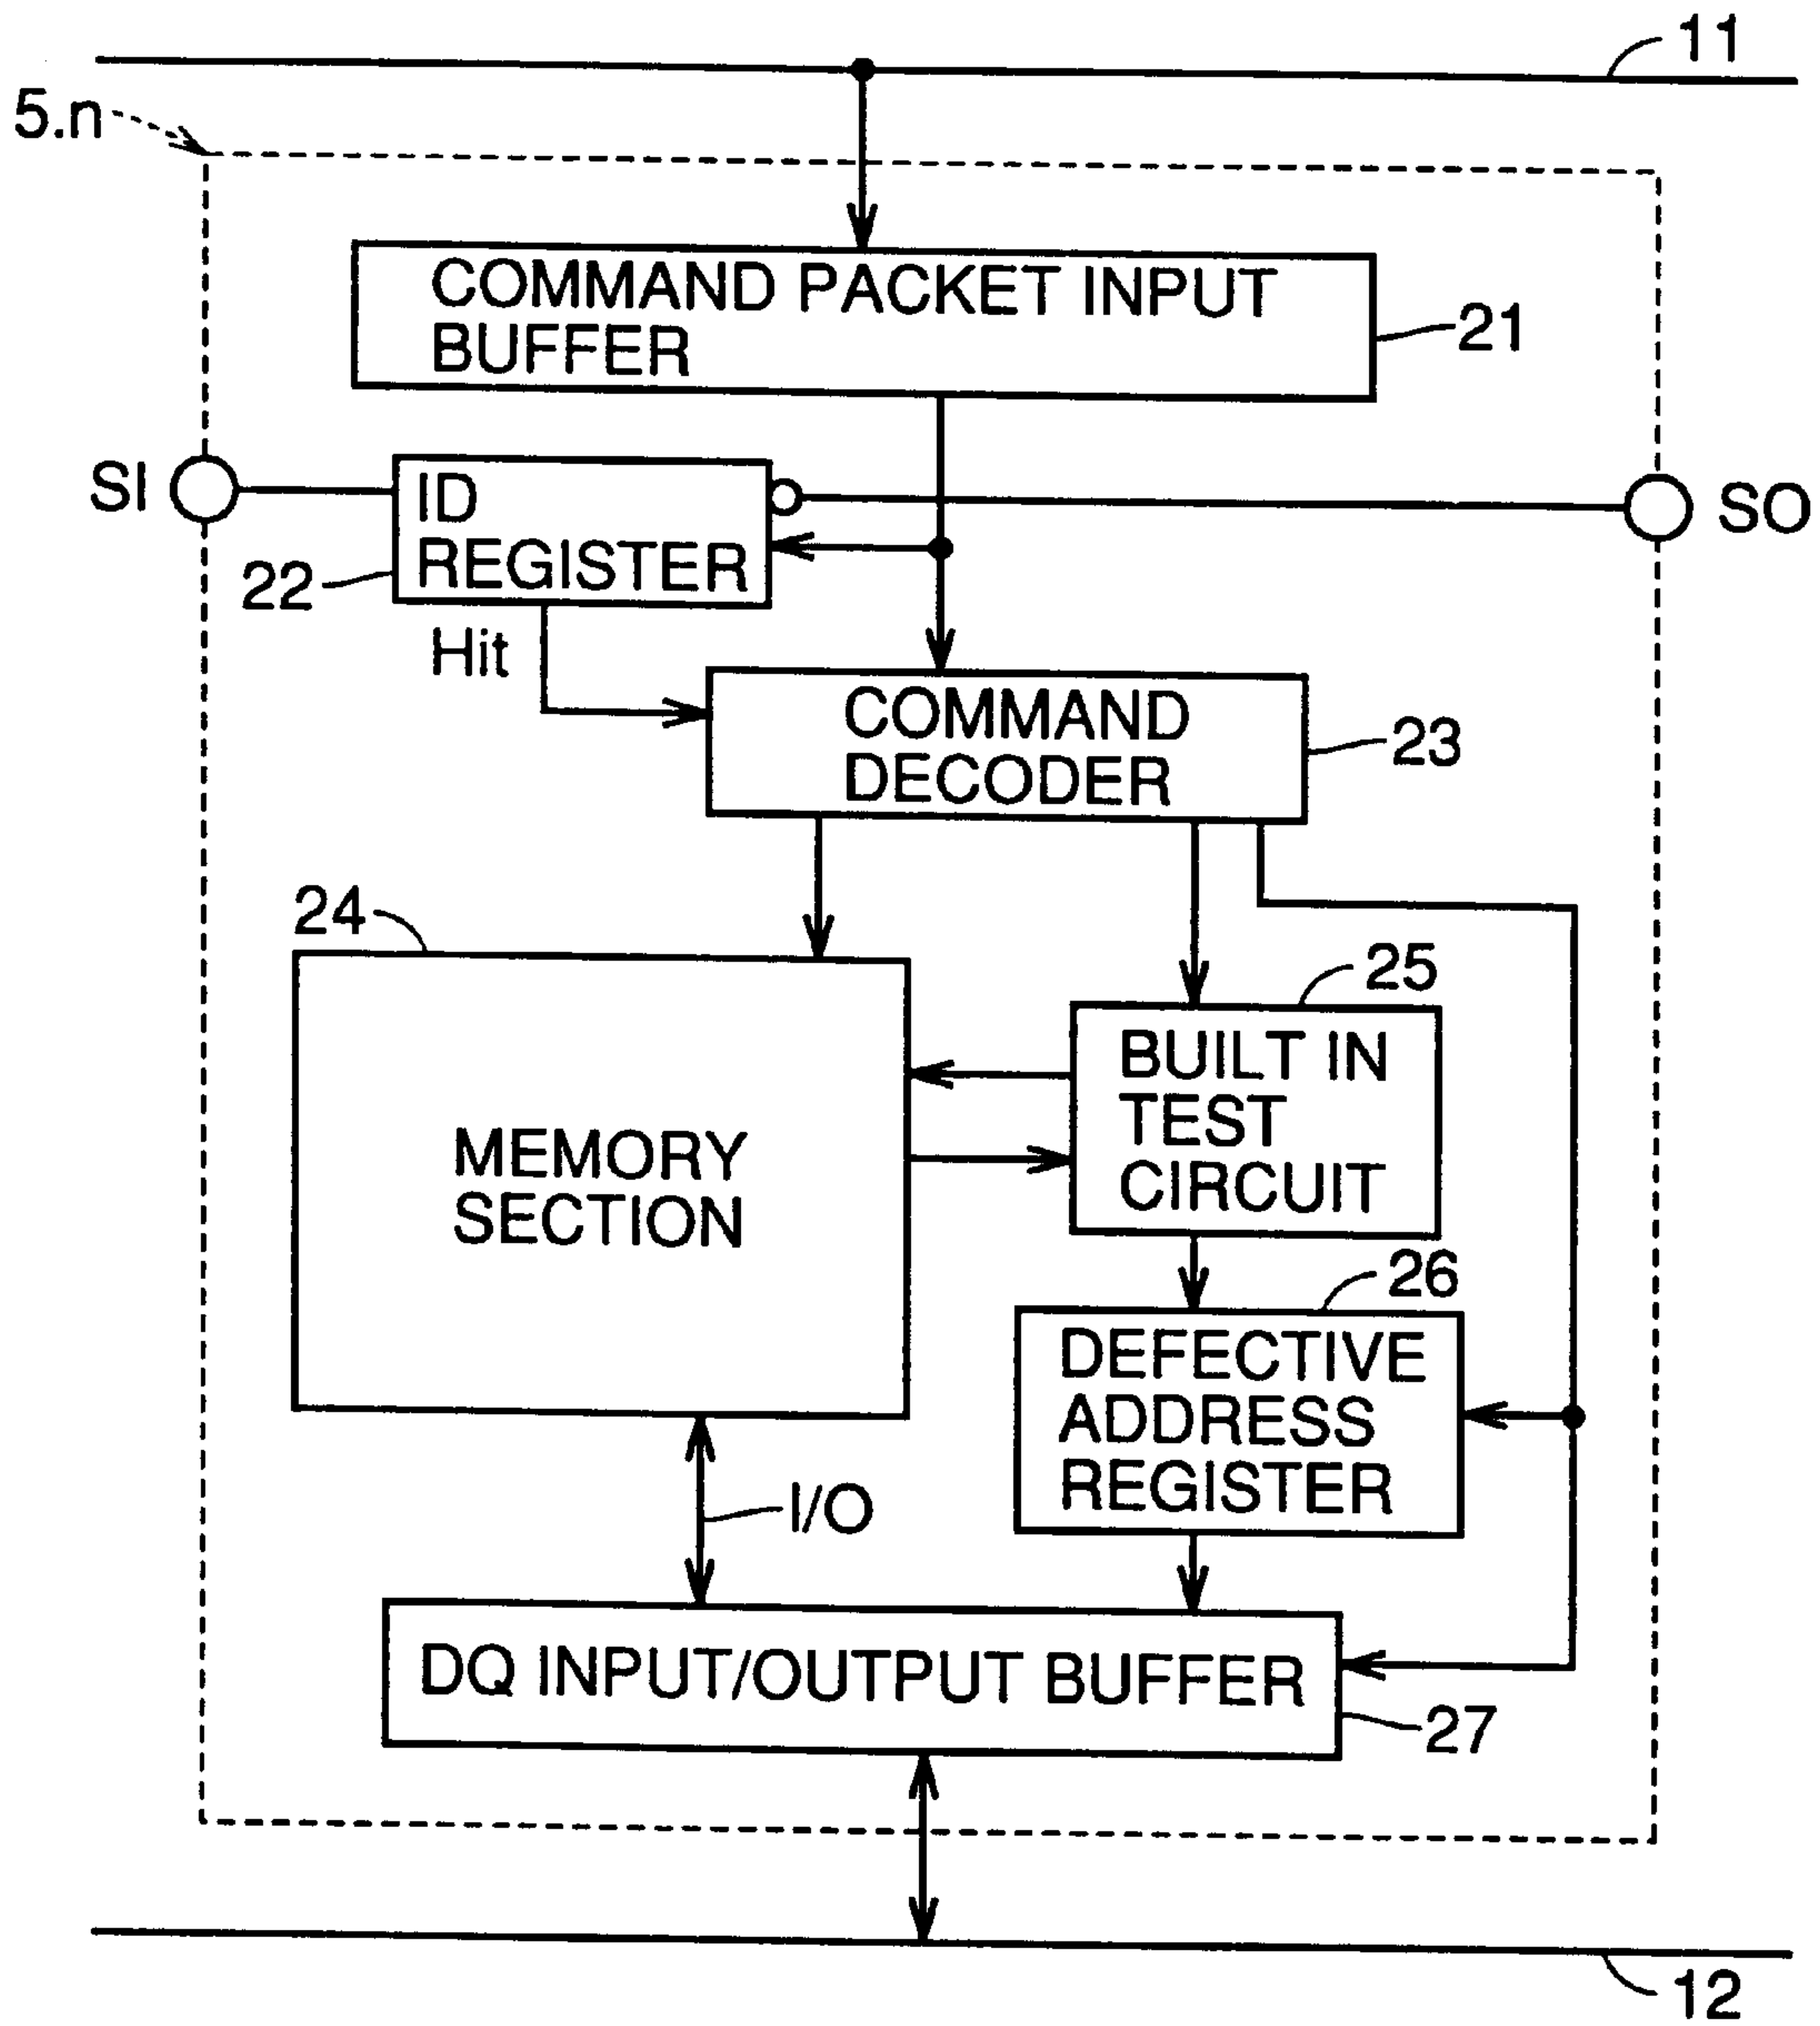 11
5.n
COMMAND PACKET INPUT
BUFFER
21
SI
ID
REGISTER
SO
22
Hit
COMMAND
DECODER
23
24
25
MEMORY
SECTION
BUILT IN
TEST
CIRCUIT
26
DEFECTIVE
ADDRESS
REGISTER
I/O
DQ INPUT/OUTPUT BUFFER
27
12